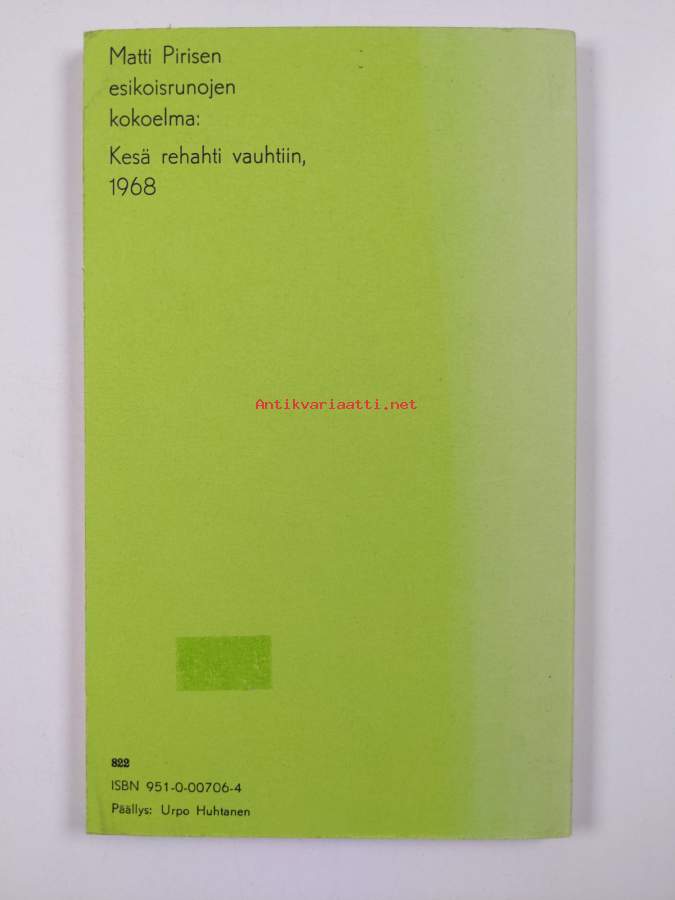 Matti Pirisen
esikoisrunojen
kokoelma:
Kesä rehahti vauhtiin,
1968
Antikvariaatti.net
822
ISBN 951-0-00706-4
Päällys: Urpo Huhtanen